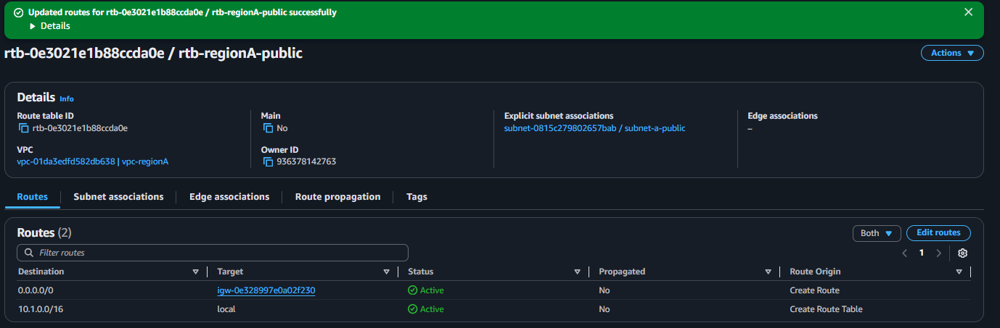 Updated routes for rtb-0e3021e1b88ccda0e / rtb-regionA-public successfully
Details
rtb-0e3021e1b88ccda0e / rtb-regionA-public
Actions
Details Info
Route table ID Main Explicit subnet associations Edge associations
rtb-0e3021e1b88ccda0e No subnet-0815c279802657bab / subnet-a-public –
VPC Owner ID
vpc-01da3edfd582db638 | vpc-regionA 936378142763
Routes Subnet associations Edge associations Route propagation Tags
Routes (2) Both Edit routes
Filter routes 1
Destination Target Status Propagated Route Origin
0.0.0.0/0 igw-0e328997e0a02f230 Active No Create Route
10.1.0.0/16 local Active No Create Route Table